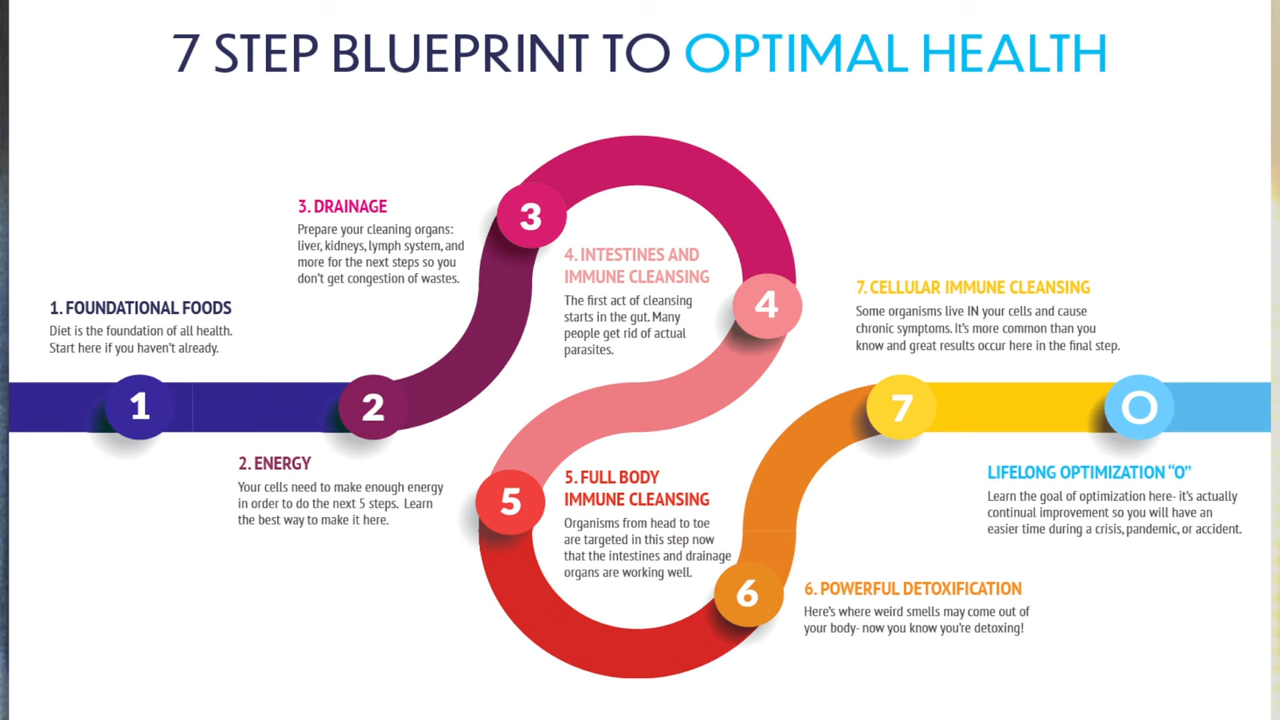 7 STEP BLUEPRINT TO OPTIMAL HEALTH
1. FOUNDATIONAL FOODS
Diet is the foundation of all health.
Start here if you haven't already.
1
2. ENERGY
Your cells need to make enough energy
in order to do the next 5 steps. Learn
the best way to make it here.
2
3. DRAINAGE
Prepare your cleaning organs:
liver, kidneys, lymph system, and
more for the next steps so you
don't get congestion of wastes.
3
4. INTESTINES AND
IMMUNE CLEANSING
The first act of cleansing
starts in the gut. Many
people get rid of actual
parasites.
4
5. FULL BODY
IMMUNE CLEANSING
Organisms from head to toe
are targeted in this step now
that the intestines and drainage
organs are working well.
5
6. POWERFUL DETOXIFICATION
Here's where weird smells may come out of
your body- now you know you're detoxing!
6
7. CELLULAR IMMUNE CLEANSING
Some organisms live IN your cells and cause
chronic symptoms. It's more common than you
know and great results occur here in the final step.
7
O
LIFELONG OPTIMIZATION "O"
Learn the goal of optimization here- it's actually
continual improvement so you will have an
easier time during a crisis, pandemic, or accident.